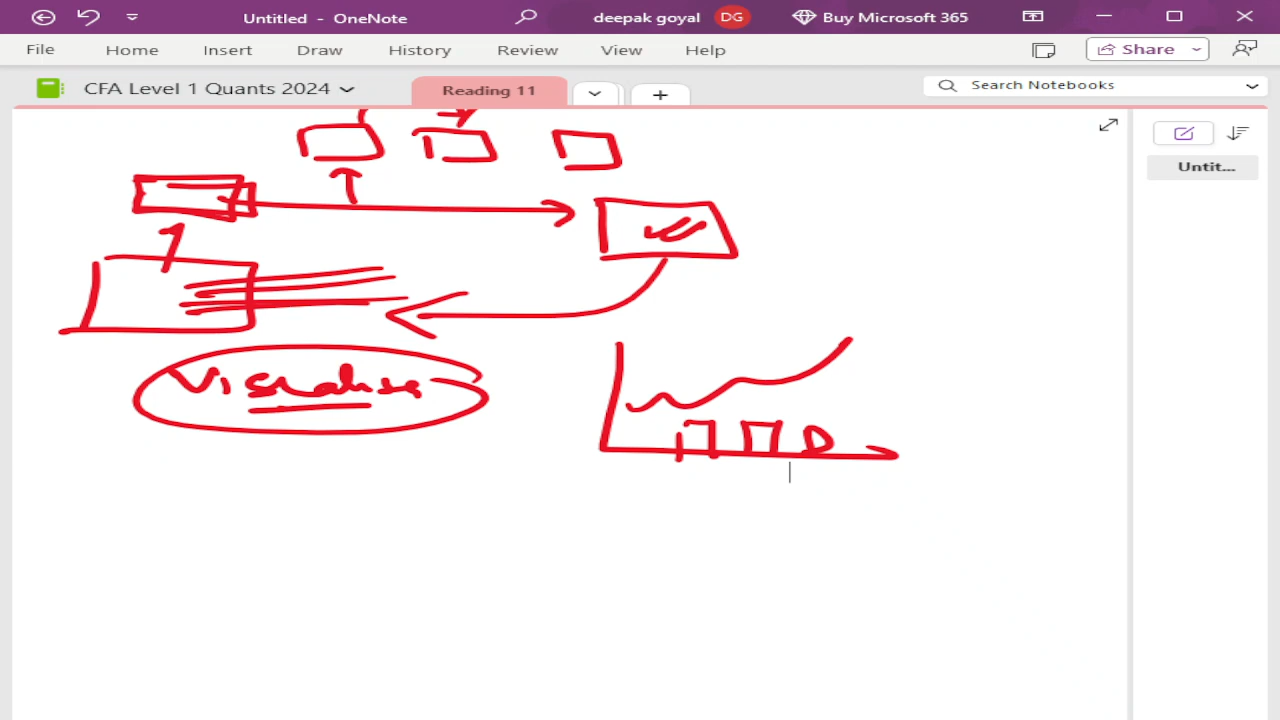 Untitled - OneNote
deepak goyal
DG
Buy Microsoft 365
File
Home
Insert
Draw
History
Review
View
Help
Share
CFA Level 1 Quants 2024
Reading 11
Search Notebooks
Untit...
Visualise